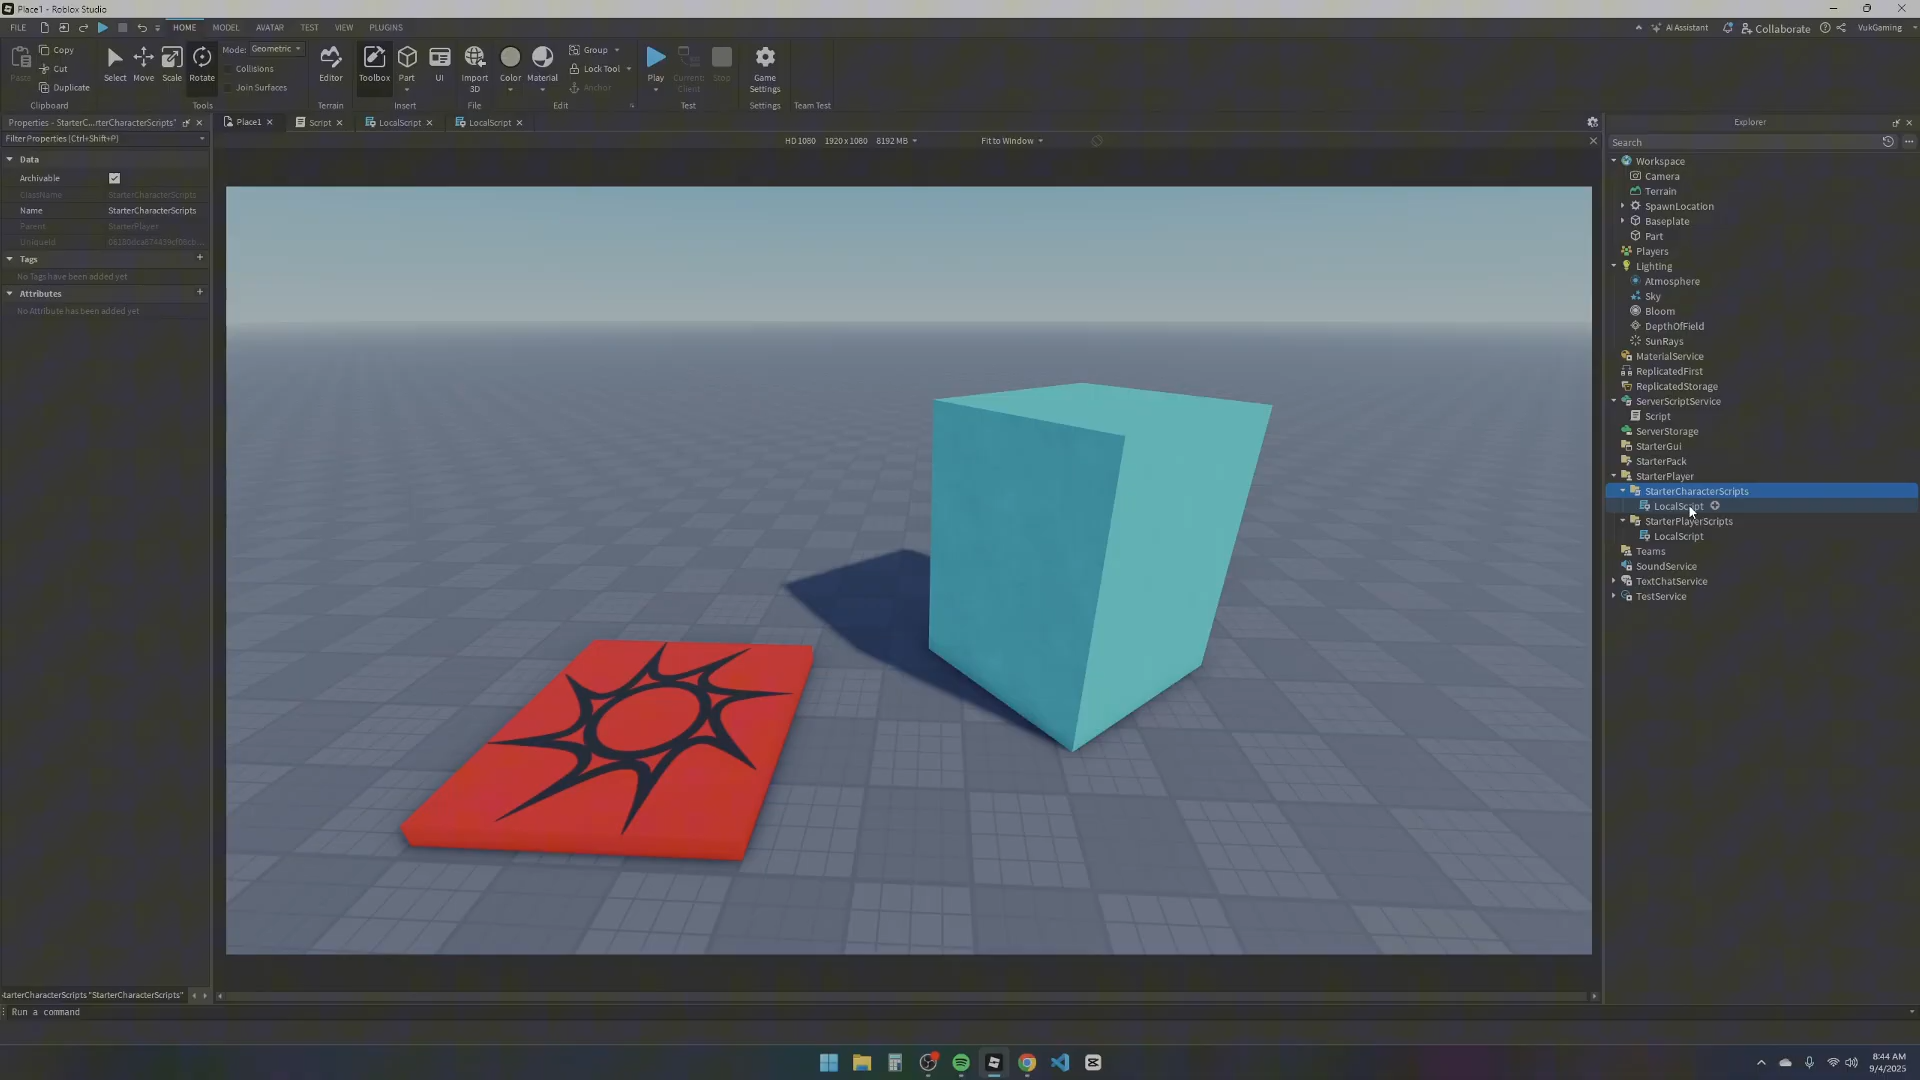 Place1 - Roblox Studio
FILE
HOME
MODEL
AVATAR
TEST
VIEW
PLUGINS
AI Assistant
Collaborate
VukGaming
Paste
Copy
Cut
Duplicate
Clipboard
Select
Move
Scale
Rotate
Mode: Geometric
Collisions
Join Surfaces
Tools
Editor
Terrain
Toolbox
Part
UI
Insert
Import
3D
File
Color
Material
Group
Lock Tool
Anchor
Edit
Play
Current
Client
Stop
Test
Game
Settings
Settings
Team Test
Properties - StarterC...rterCharacterScripts"
Place1
Script
LocalScript
LocalScript
Explorer
Filter Properties (Ctrl+Shift+P)
HD 1080 1920 x 1080 8192 MB
Fit to Window
Search
Data
Archivable
ClassName StarterCharacterScripts
Name StarterCharacterScripts
Parent StarterPlayer
UniqueId
Tags
No Tags have been added yet
Attributes
No Attribute has been added yet
Workspace
Camera
Terrain
SpawnLocation
Baseplate
Part
Players
Lighting
Atmosphere
Sky
Bloom
DepthOfField
SunRays
MaterialService
ReplicatedFirst
ReplicatedStorage
ServerScriptService
Script
ServerStorage
StarterGui
StarterPack
StarterPlayer
StarterCharacterScripts
LocalScript
StarterPlayerScripts
LocalScript
Teams
SoundService
TextChatService
TestService
tarterCharacterScripts "StarterCharacterScripts"
Run a command
8:44 AM
9/4/2025